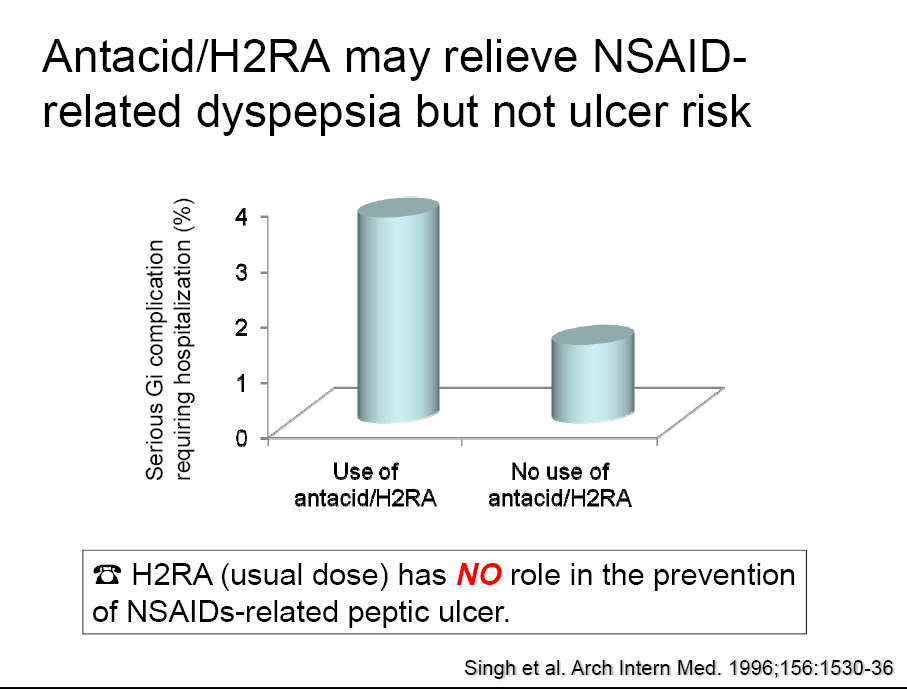 Antacid/H2RA may relieve NSAID-
related dyspepsia but not ulcer risk
Serious Gi complication
requiring hospitalization (%)
4
3
2
1
0
Use of
antacid/H2RA
No use of
antacid/H2RA
☎ H2RA (usual dose) has NO role in the prevention
of NSAIDs-related peptic ulcer.
Singh et al. Arch Intern Med. 1996;156:1530-36